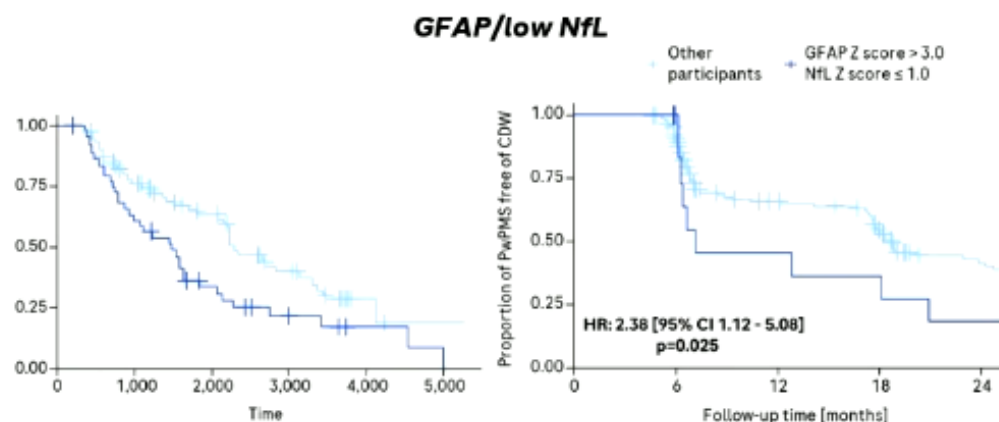 GFAP/low NfL
Other
participants
GFAP Z score > 3.0
NfL Z score ≤ 1.0
1.00
0.75
0.50
0.25
0.00
0
1,000
2,000
3,000
4,000
5,000
Time
Proportion of PwPMS free of CDW
1.00
0.75
0.50
0.25
0.00
HR: 2.38 [95% CI 1.12 - 5.08]
p=0.025
0
6
12
18
24
Follow-up time [months]